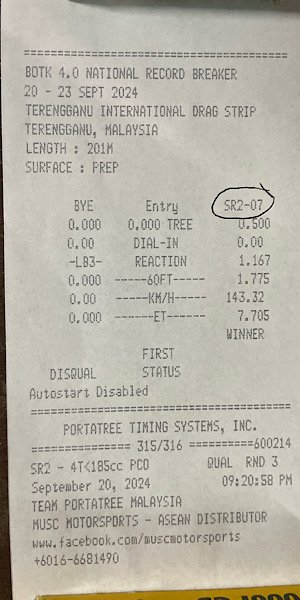 ==============================
BOTK 4.0 NATIONAL RECORD BREAKER
20 - 23 SEPT 2024
TERENGGANU INTERNATIONAL DRAG STRIP
TERENGGANU, MALAYSIA
LENGTH : 201M
SURFACE : PREP
BYE Entry SR2-07
0.000 0.000 TREE 0.500
0.00 DIAL-IN 0.00
-LB3- REACTION 1.167
0.000 -----60FT----- 1.775
0.00 -----KM/H----- 143.32
0.000 ------ET------ 7.705
WINNER
FIRST
DISQUAL STATUS
Autostart Disabled
==============================
PORTATREE TIMING SYSTEMS, INC.
============== 315/316 ==========600214
SR2 - 4T<185cc PCO QUAL RND 3
September 20, 2024 09:20:58 PM
TEAM PORTATREE MALAYSIA
MUSC MOTORSPORTS - ASEAN DISTRIBUTOR
www.facebook.com/muscmotorsports
+6016-6681490